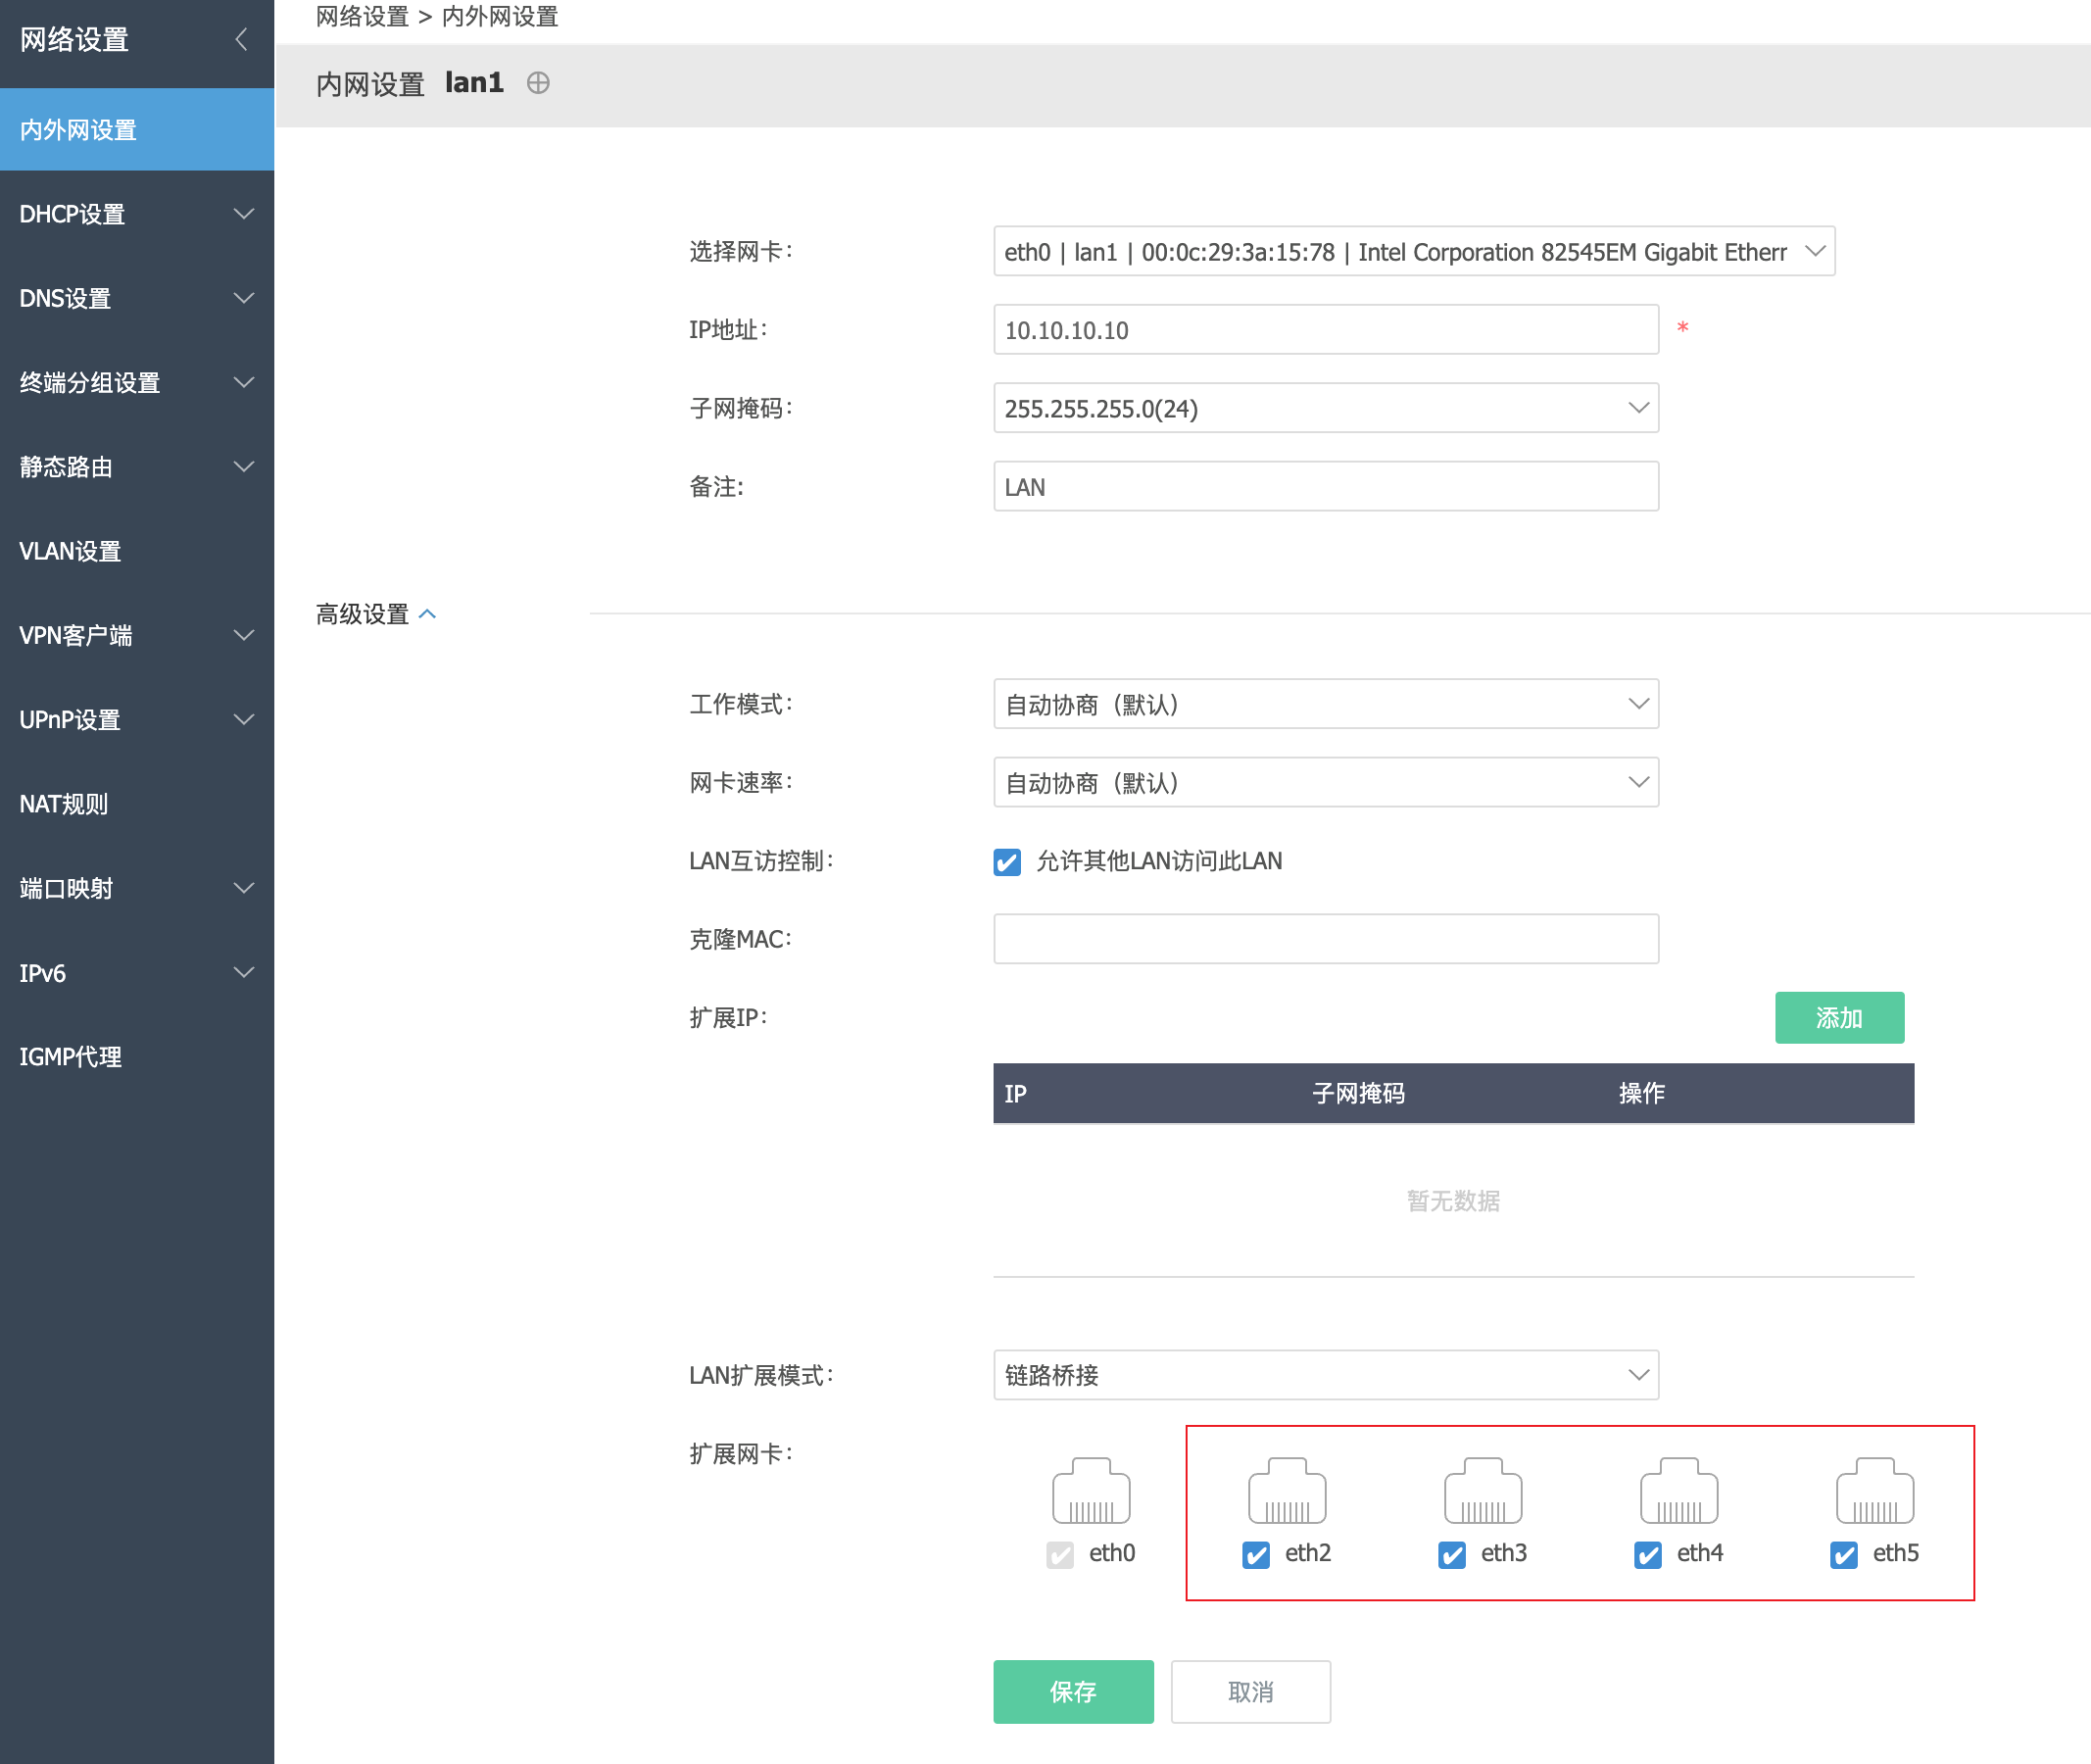 网络设置
内外网设置
DHCP设置
DNS设置
终端分组设置
静态路由
VLAN设置
VPN客户端
UPnP设置
NAT规则
端口映射
IPv6
IGMP代理
网络设置 > 内外网设置
内网设置 lan1
选择网卡： eth0 | lan1 | 00:0c:29:3a:15:78 | Intel Corporation 82545EM Gigabit Etherr
IP地址： 10.10.10.10 *
子网掩码： 255.255.255.0(24)
备注: LAN
高级设置
工作模式： 自动协商（默认）
网卡速率： 自动协商（默认）
LAN互访控制： 允许其他LAN访问此LAN
克隆MAC：
扩展IP： 添加
IP 子网掩码 操作
暂无数据
LAN扩展模式： 链路桥接
扩展网卡：
eth0 eth2 eth3 eth4 eth5
保存 取消